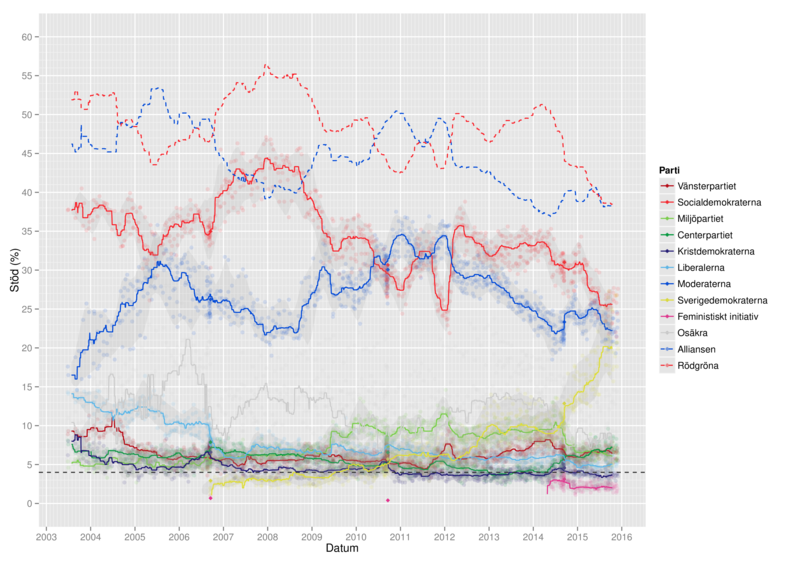 60
55
50
45
40
35
30
25
20
15
10
5
0
Stöd (%)
2003 2004 2005 2006 2007 2008 2009 2010 2011 2012 2013 2014 2015 2016
Datum
Parti
Vänsterpartiet
Socialdemokraterna
Miljöpartiet
Centerpartiet
Kristdemokraterna
Liberalerna
Moderaterna
Sverigedemokraterna
Feministiskt initiativ
Osäkra
Alliansen
Rödgröna